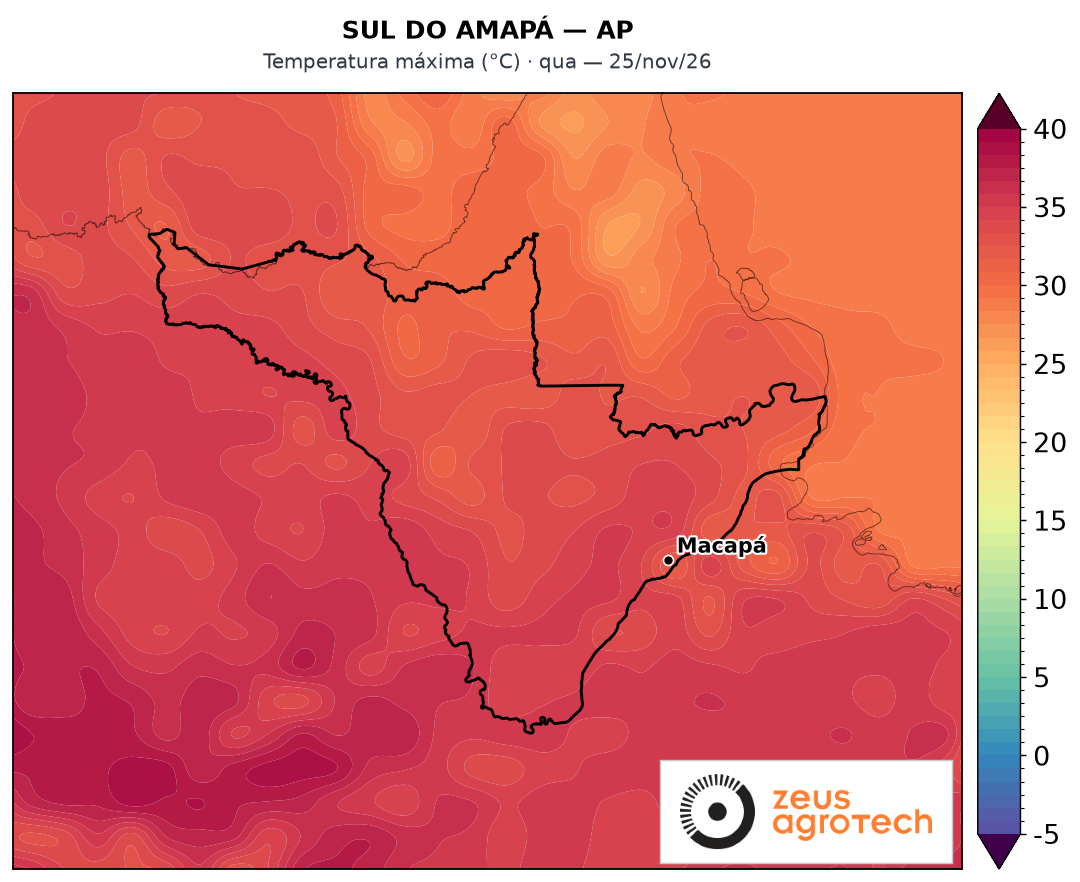 SUL DO AMAPÁ — AP
Temperatura máxima (°C) · qua — 25/nov/26
40
35
30
25
20
15
10
5
0
-5
Macapá
zeus
agrotech